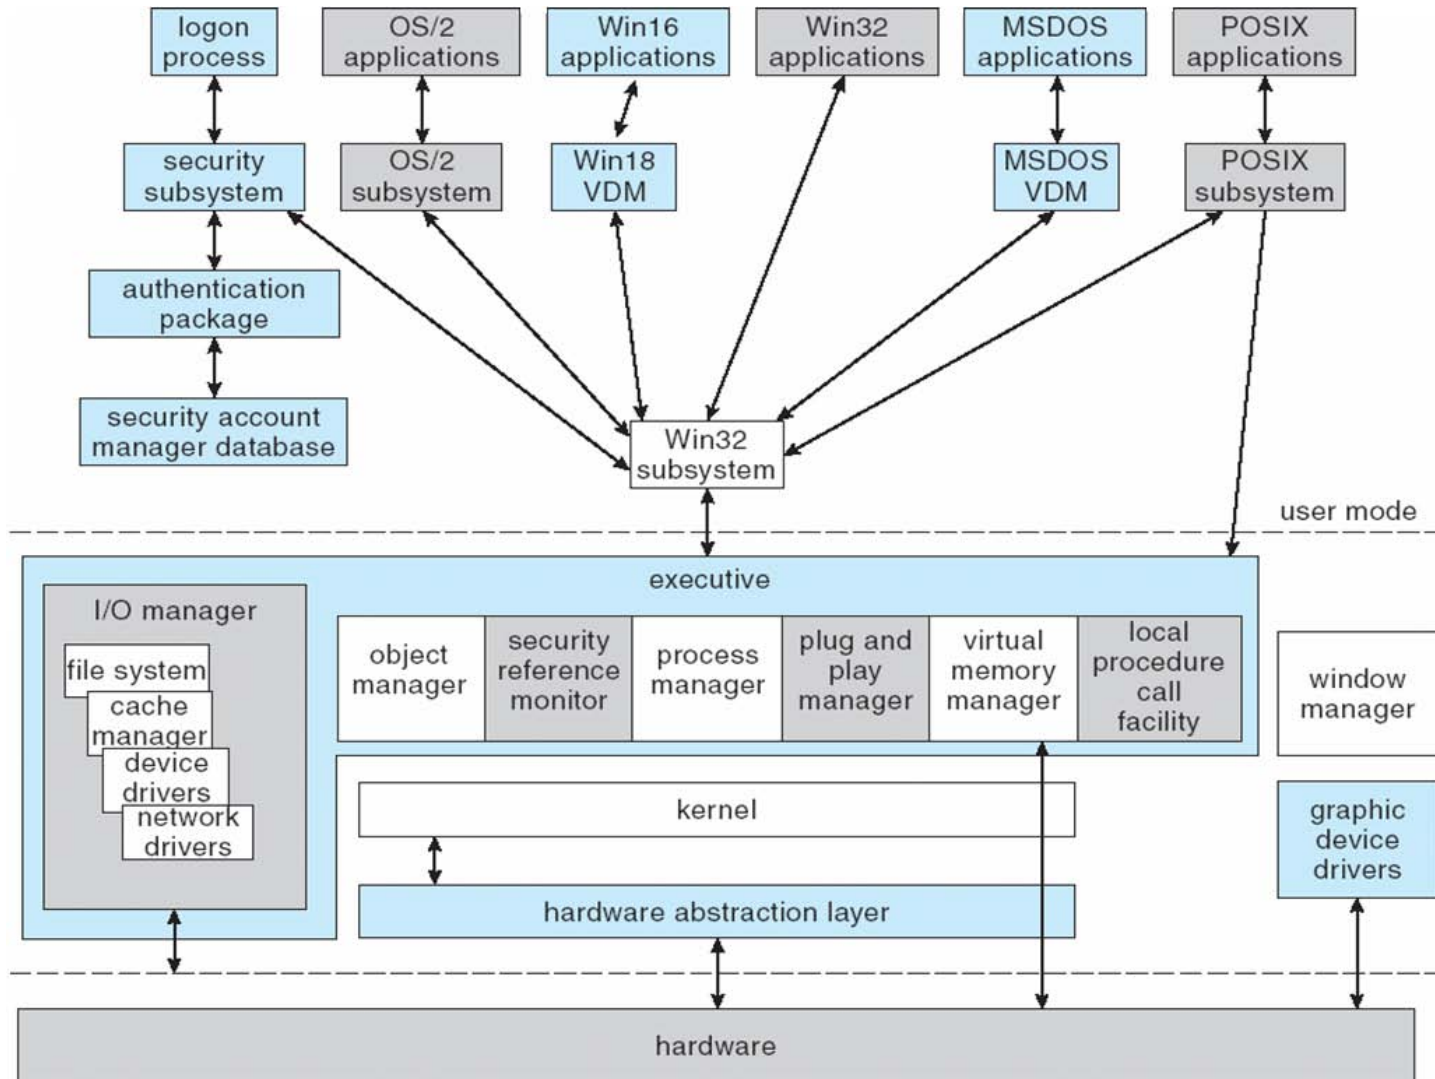 logon
process
OS/2
applications
Win16
applications
Win32
applications
MSDOS
applications
POSIX
applications
security
subsystem
OS/2
subsystem
Win18
VDM
MSDOS
VDM
POSIX
subsystem
authentication
package
security account
manager database
Win32
subsystem
user mode
executive
I/O manager
file system
cache
manager
device
drivers
network
drivers
object
manager
security
reference
monitor
process
manager
plug and
play
manager
virtual
memory
manager
local
procedure
call
facility
window
manager
kernel
graphic
device
drivers
hardware abstraction layer
hardware